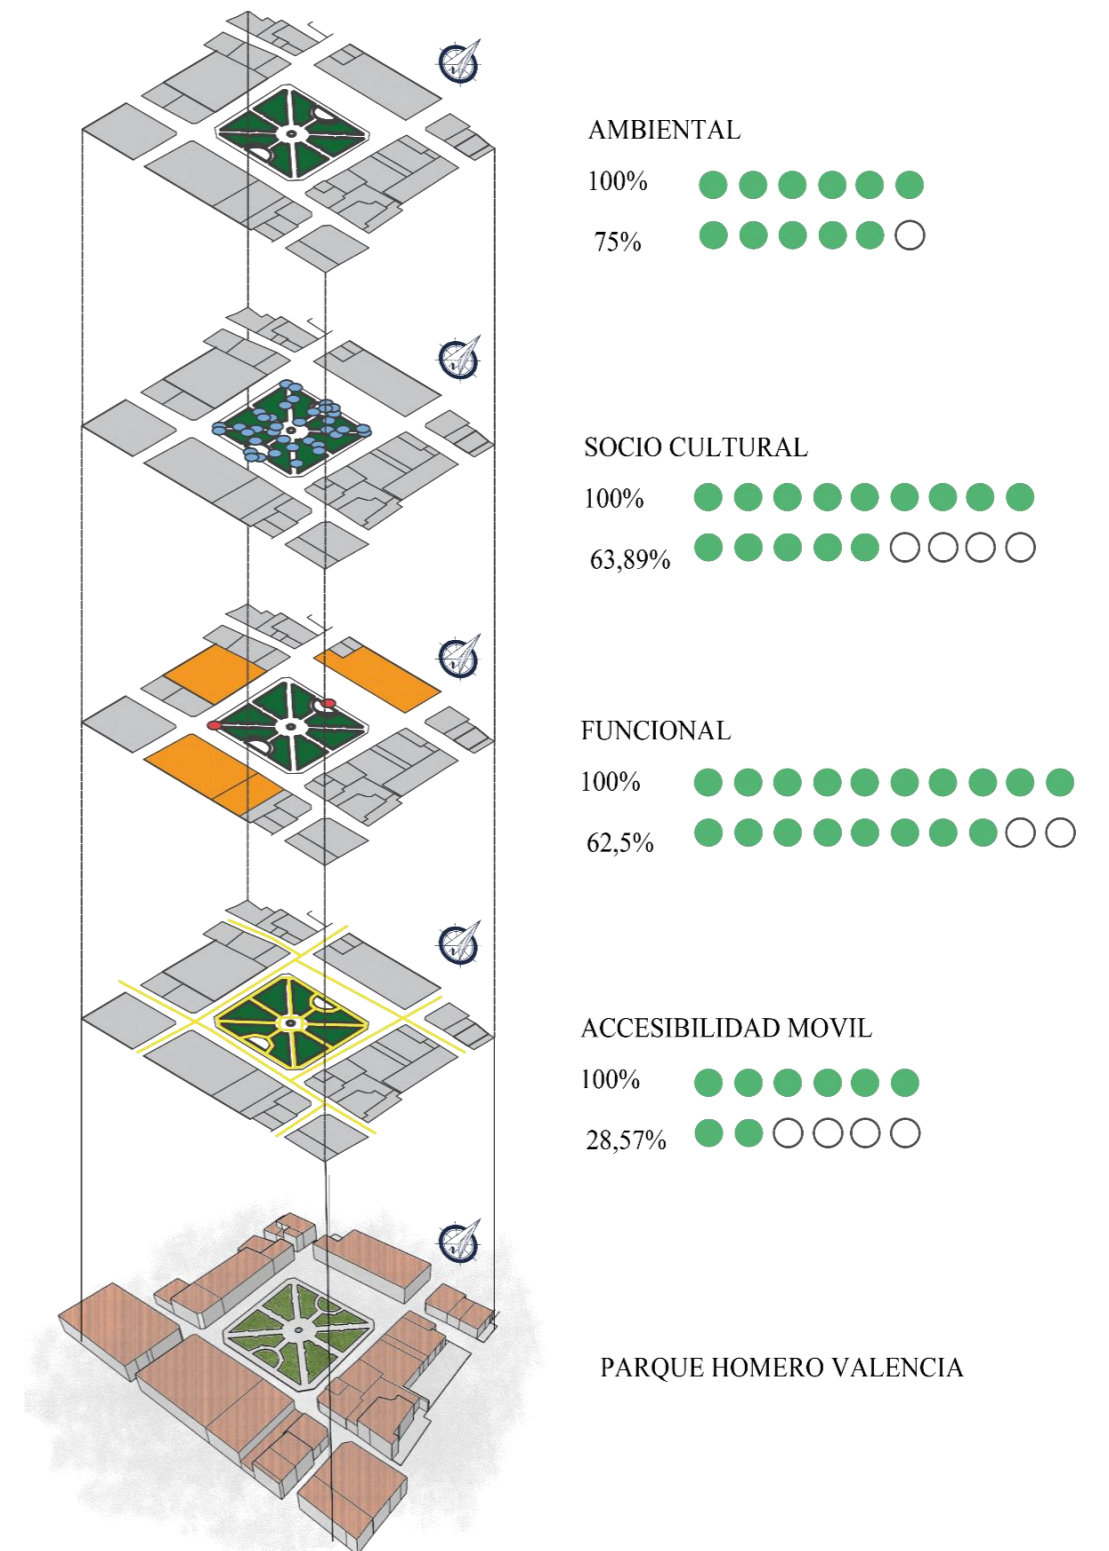 AMBIENTAL
100%
75%
SOCIO CULTURAL
100%
63,89%
FUNCIONAL
100%
62,5%
ACCESIBILIDAD MOVIL
100%
28,57%
PARQUE HOMERO VALENCIA